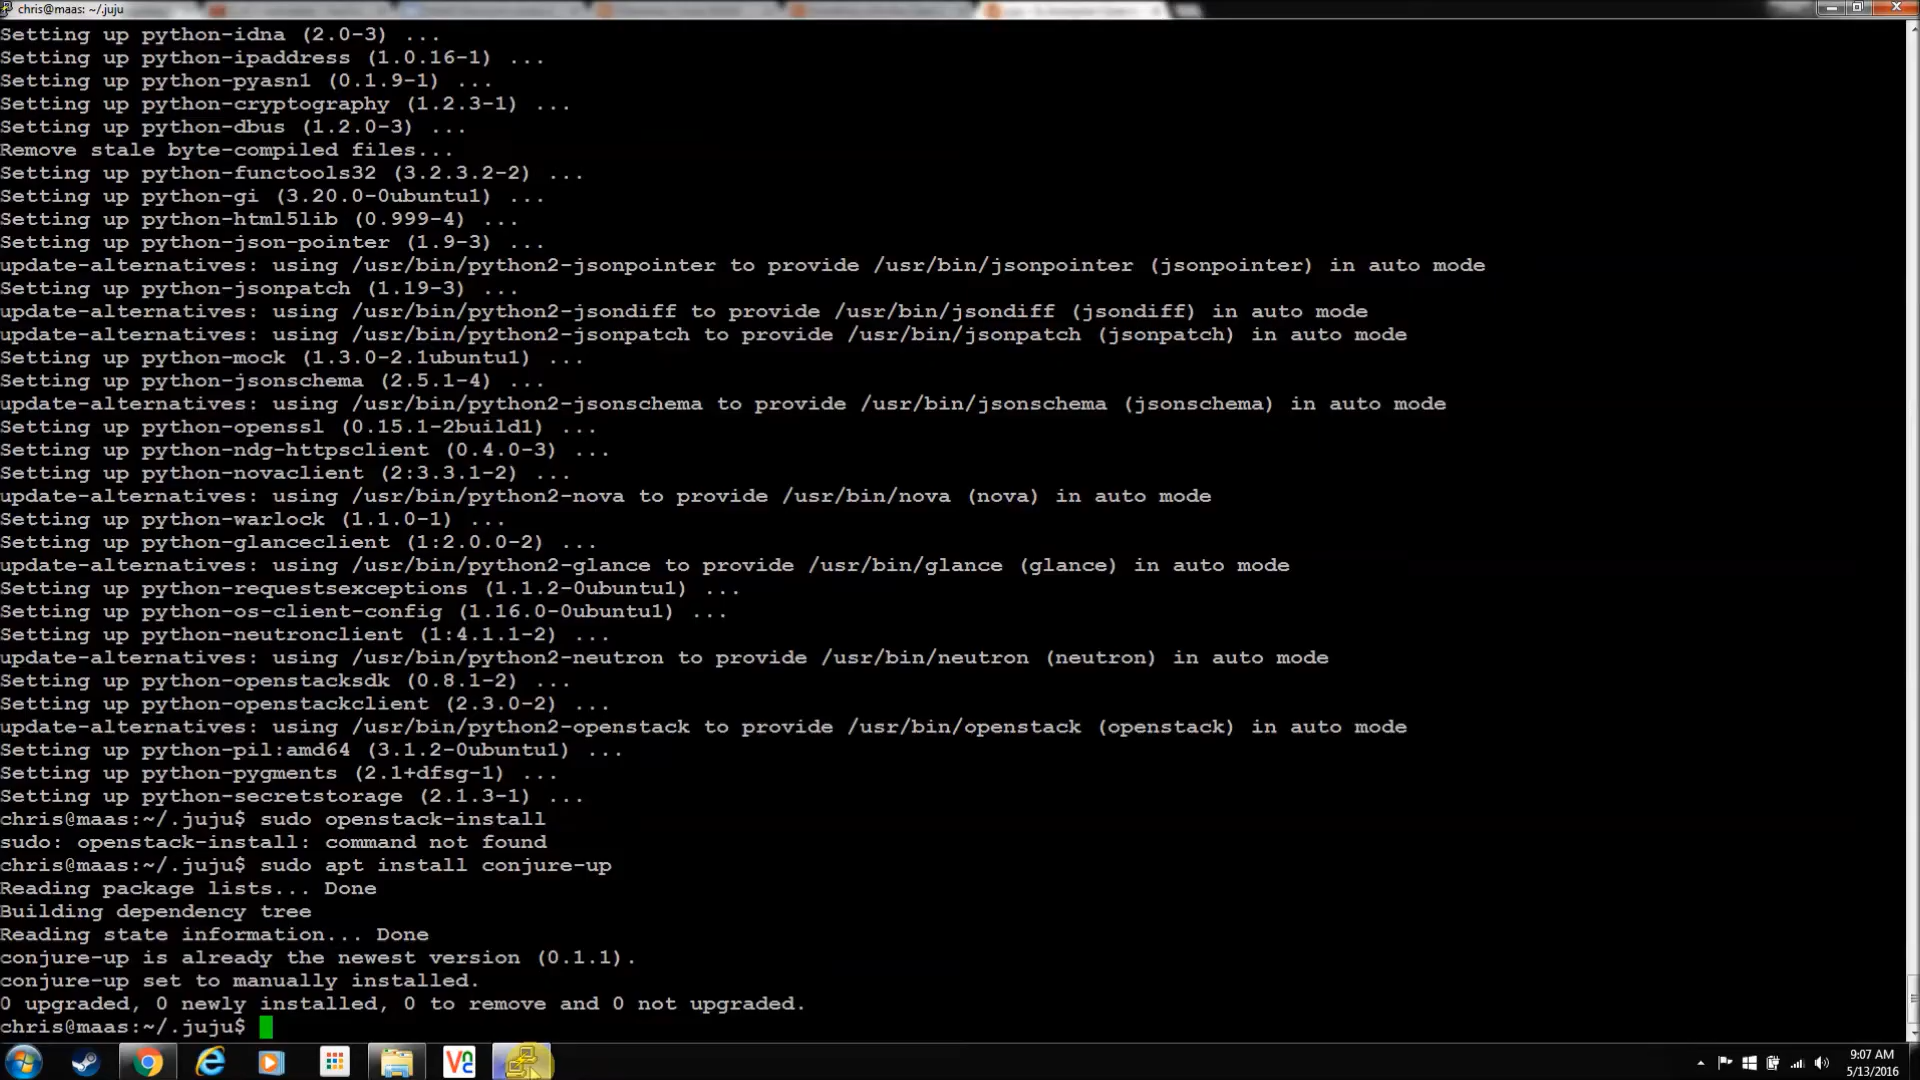 chris@maas: ~/.juju
Setting up python-idna (2.0-3) ...
Setting up python-ipaddress (1.0.16-1) ...
Setting up python-pyasn1 (0.1.9-1) ...
Setting up python-cryptography (1.2.3-1) ...
Setting up python-dbus (1.2.0-3) ...
Remove stale byte-compiled files...
Setting up python-functools32 (3.2.3.2-2) ...
Setting up python-gi (3.20.0-0ubuntu1) ...
Setting up python-html5lib (0.999-4) ...
Setting up python-json-pointer (1.9-3) ...
update-alternatives: using /usr/bin/python2-jsonpointer to provide /usr/bin/jsonpointer (jsonpointer) in auto mode
Setting up python-jsonpatch (1.19-3) ...
update-alternatives: using /usr/bin/python2-jsondiff to provide /usr/bin/jsondiff (jsondiff) in auto mode
update-alternatives: using /usr/bin/python2-jsonpatch to provide /usr/bin/jsonpatch (jsonpatch) in auto mode
Setting up python-mock (1.3.0-2.1ubuntu1) ...
Setting up python-jsonschema (2.5.1-4) ...
update-alternatives: using /usr/bin/python2-jsonschema to provide /usr/bin/jsonschema (jsonschema) in auto mode
Setting up python-openssl (0.15.1-2build1) ...
Setting up python-ndg-httpsclient (0.4.0-3) ...
Setting up python-novaclient (2:3.3.1-2) ...
update-alternatives: using /usr/bin/python2-nova to provide /usr/bin/nova (nova) in auto mode
Setting up python-warlock (1.1.0-1) ...
Setting up python-glanceclient (1:2.0.0-2) ...
update-alternatives: using /usr/bin/python2-glance to provide /usr/bin/glance (glance) in auto mode
Setting up python-requestsexceptions (1.1.2-0ubuntu1) ...
Setting up python-os-client-config (1.16.0-0ubuntu1) ...
Setting up python-neutronclient (1:4.1.1-2) ...
update-alternatives: using /usr/bin/python2-neutron to provide /usr/bin/neutron (neutron) in auto mode
Setting up python-openstacksdk (0.8.1-2) ...
Setting up python-openstackclient (2.3.0-2) ...
update-alternatives: using /usr/bin/python2-openstack to provide /usr/bin/openstack (openstack) in auto mode
Setting up python-pil:amd64 (3.1.2-0ubuntu1) ...
Setting up python-pygments (2.1+dfsg-1) ...
Setting up python-secretstorage (2.1.3-1) ...
chris@maas:~/.juju$ sudo openstack-install
sudo: openstack-install: command not found
chris@maas:~/.juju$ sudo apt install conjure-up
Reading package lists... Done
Building dependency tree
Reading state information... Done
conjure-up is already the newest version (0.1.1).
conjure-up set to manually installed.
0 upgraded, 0 newly installed, 0 to remove and 0 not upgraded.
chris@maas:~/.juju$
9:07 AM
5/13/2016